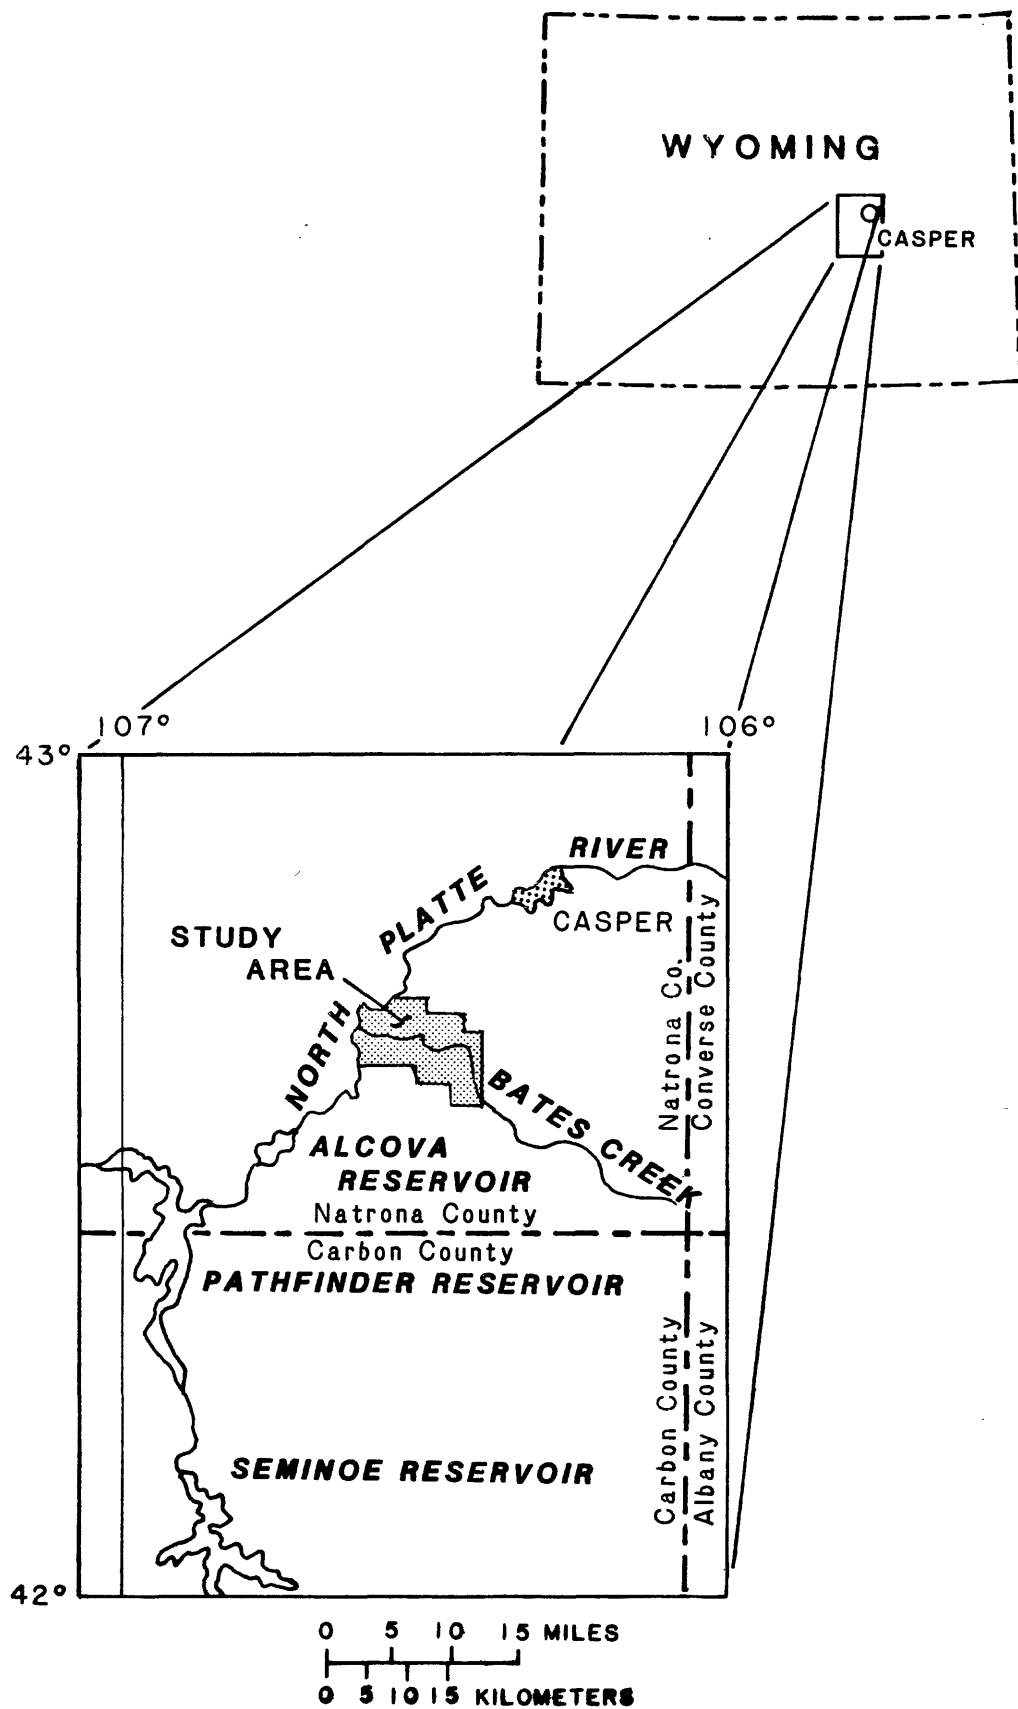 WYOMING
CASPER
107°
106°
43°
RIVER
PLATTE
CASPER
STUDY
AREA
NORTH
Natrona Co.
Converse County
BATES CREEK
ALCOVA
RESERVOIR
Natrona County
Carbon County
PATHFINDER RESERVOIR
Carbon County
Albany County
SEMINOE RESERVOIR
42°
0 5 10 15 MILES
0 5 10 15 KILOMETERS